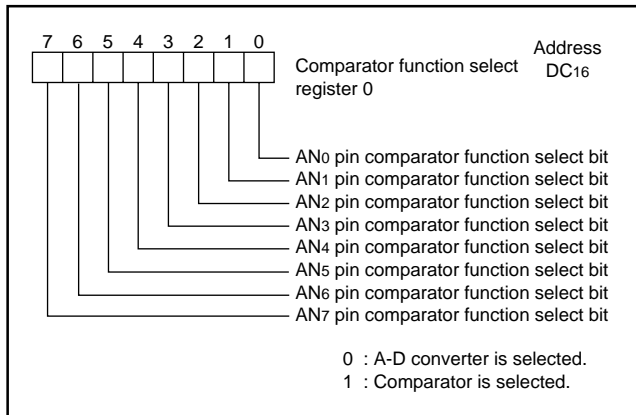 7 6 5 4 3 2 1 0
Comparator function select register 0
Address
DC16
AN0 pin comparator function select bit
AN1 pin comparator function select bit
AN2 pin comparator function select bit
AN3 pin comparator function select bit
AN4 pin comparator function select bit
AN5 pin comparator function select bit
AN6 pin comparator function select bit
AN7 pin comparator function select bit
0 : A-D converter is selected.
1 : Comparator is selected.